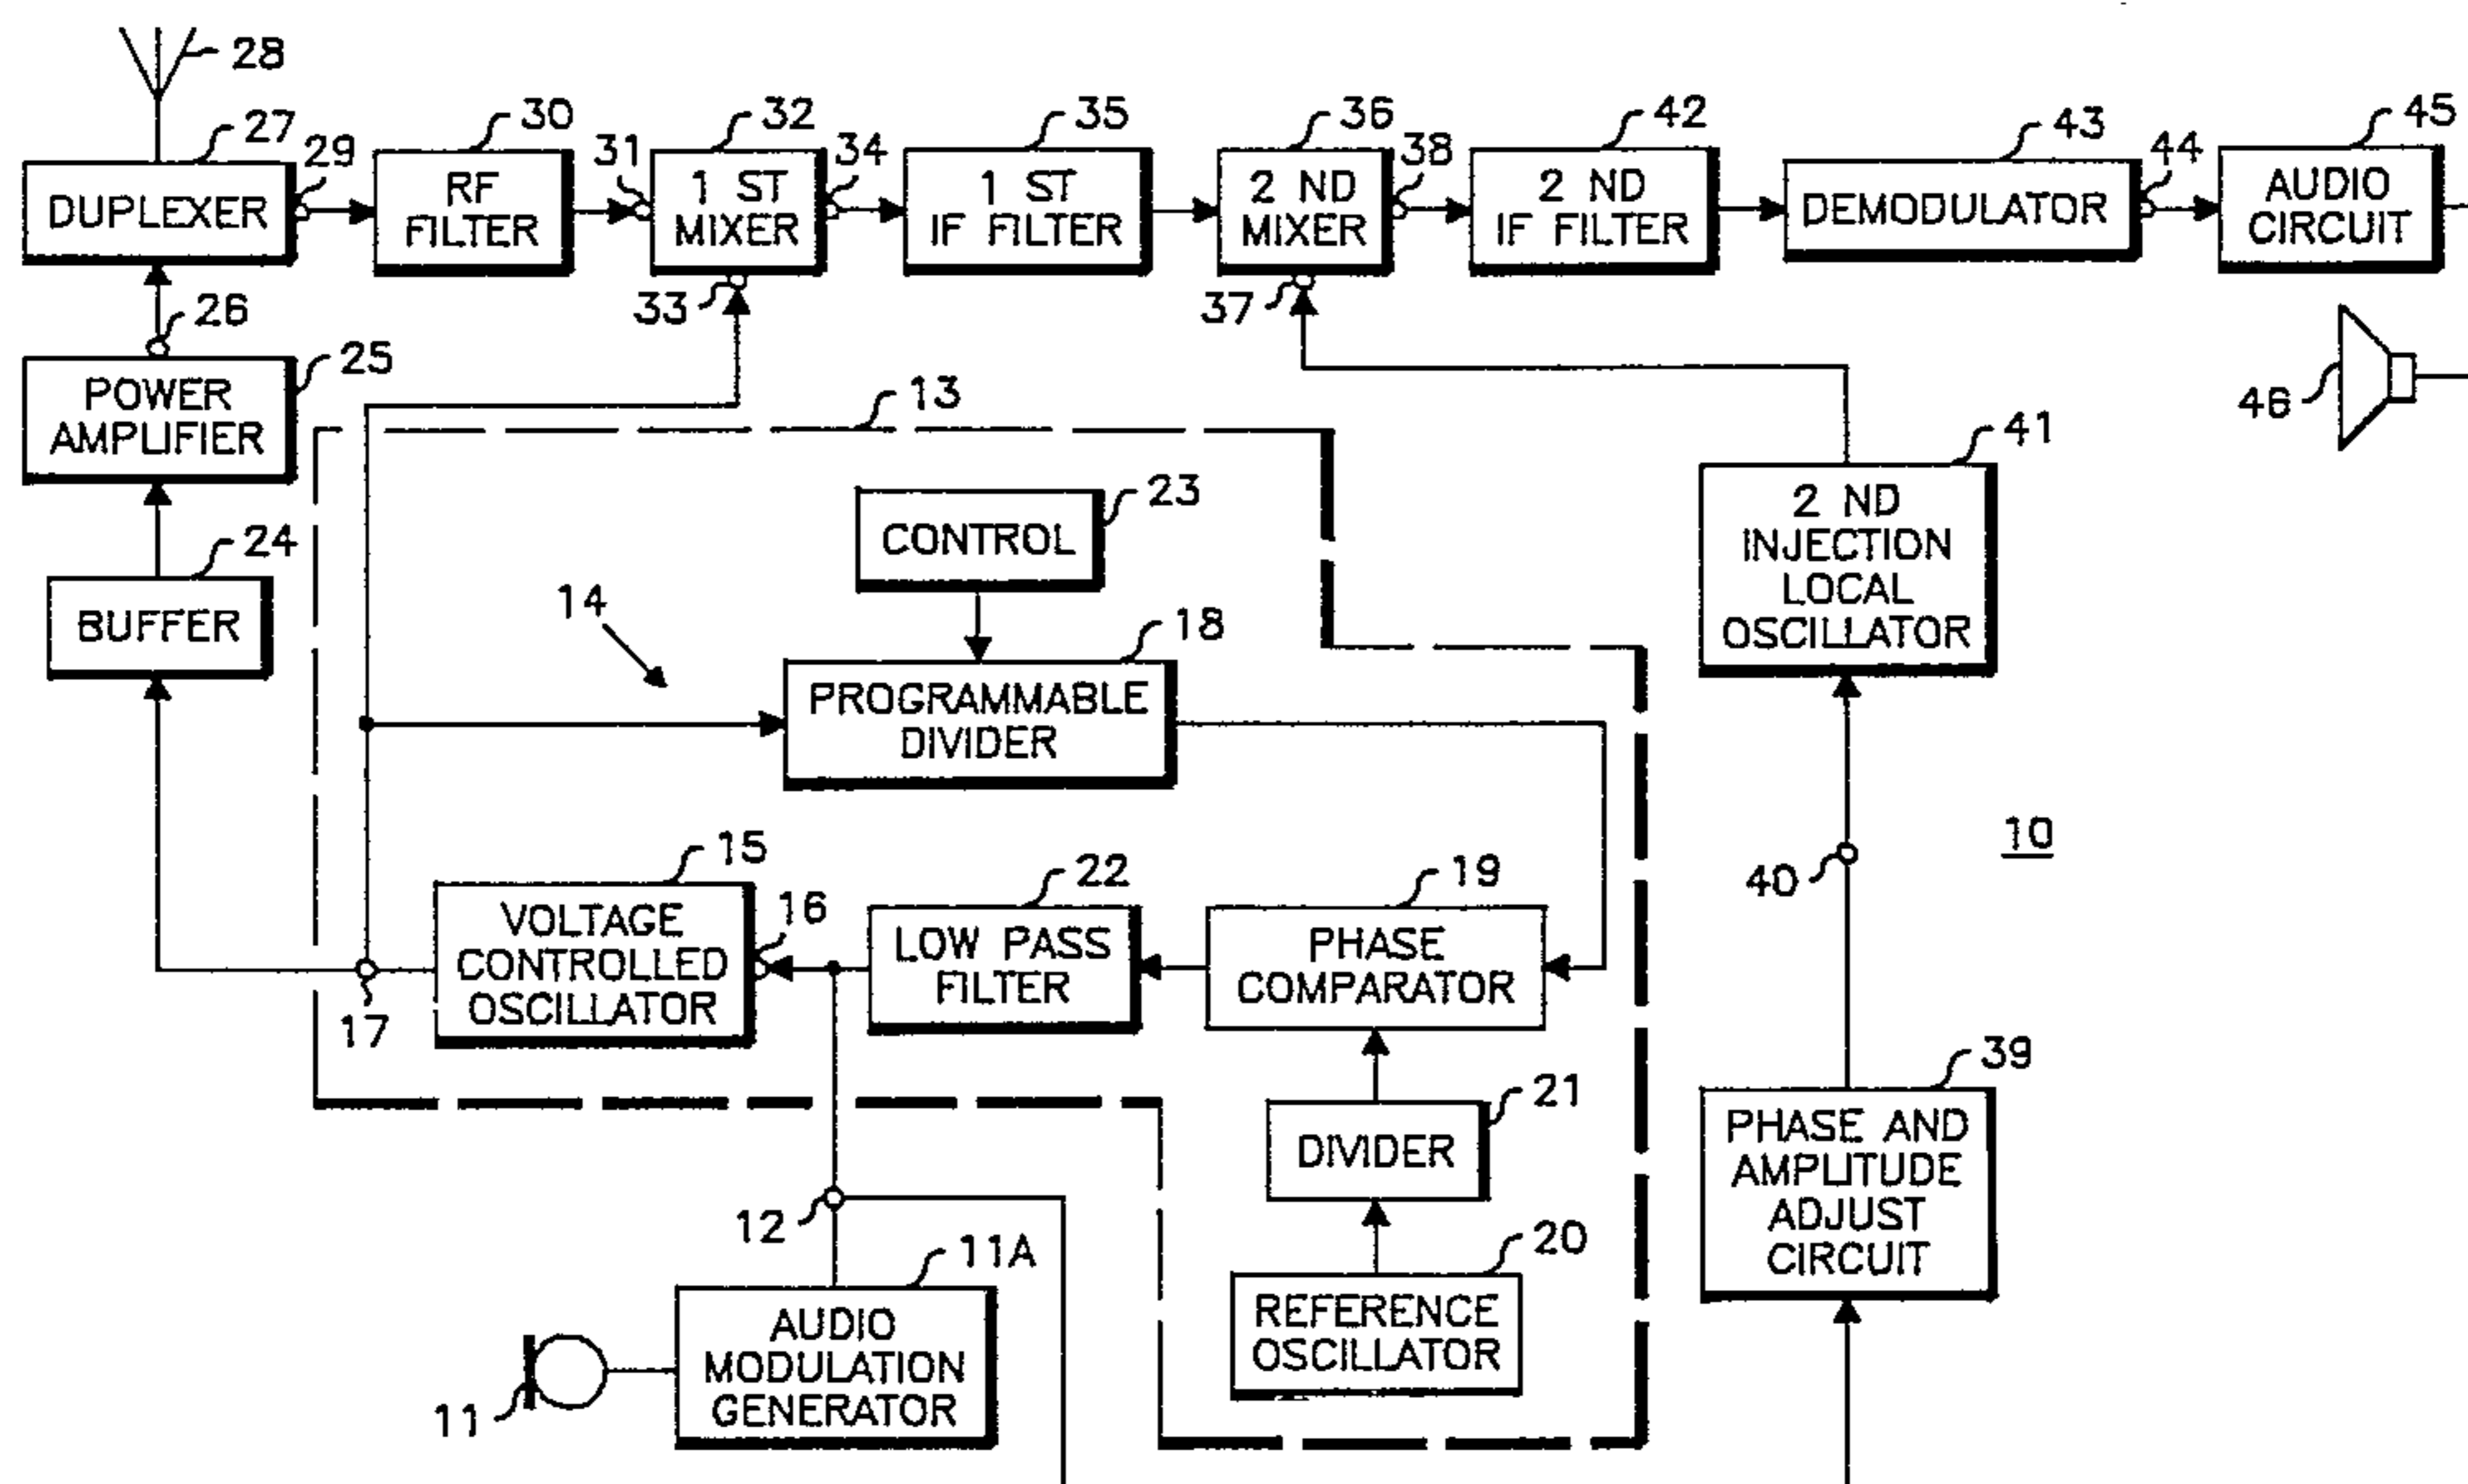 28
27
29
30
31
32
34
35
36
38
42
43
44
45
DUPLEXER
RF
FILTER
1 ST
MIXER
1 ST
IF FILTER
2 ND
MIXER
2 ND
IF FILTER
DEMODULATOR
AUDIO
CIRCUIT
26
33
37
25
POWER
AMPLIFIER
13
46
41
2 ND
INJECTION
LOCAL
OSCILLATOR
23
CONTROL
24
BUFFER
14
18
PROGRAMMABLE
DIVIDER
15
16
VOLTAGE
CONTROLLED
OSCILLATOR
17
22
LOW PASS
FILTER
19
PHASE
COMPARATOR
40
10
39
PHASE AND
AMPLITUDE
ADJUST
CIRCUIT
21
DIVIDER
12
11A
20
REFERENCE
OSCILLATOR
AUDIO
MODULATION
GENERATOR
11